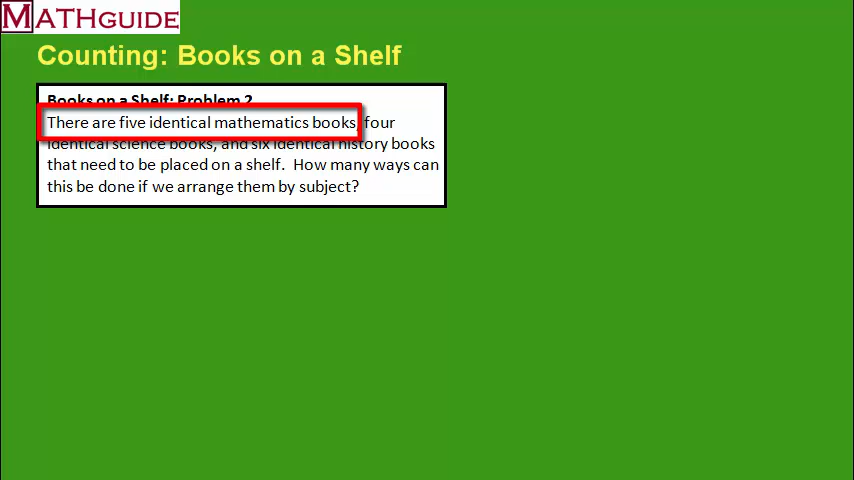 MATHGUIDE
Counting: Books on a Shelf
Books on a Shelf: Problem 2
There are five identical mathematics books, four
identical science books, and six identical history books
that need to be placed on a shelf. How many ways can
this be done if we arrange them by subject?